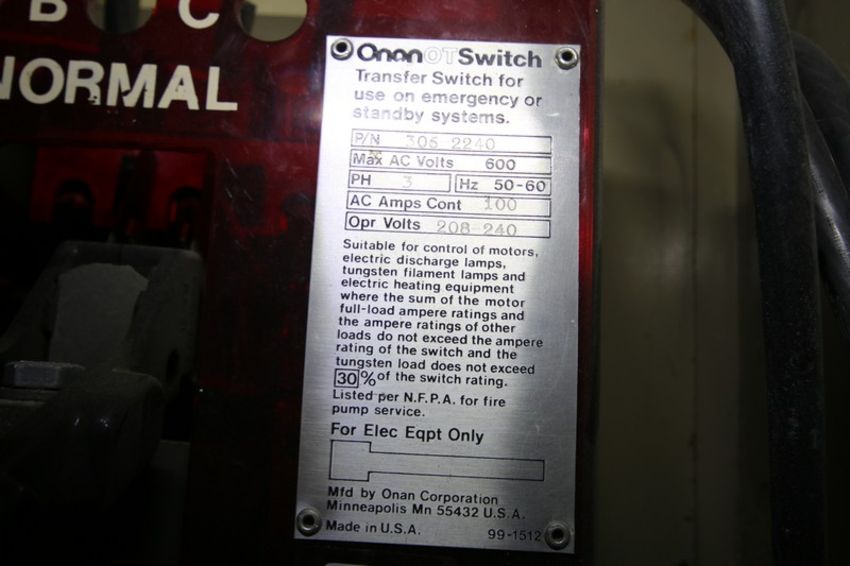 B C
NORMAL
Onan OT Switch
Transfer Switch for
use on emergency or
standby systems.
P/N 305 2240
Max AC Volts 600
PH 3 Hz 50-60
AC Amps Cont 100
Opr Volts 208-240
Suitable for control of motors,
electric discharge lamps,
tungsten filament lamps and
electric heating equipment
where the sum of the motor
full-load ampere ratings and
the ampere ratings of other
loads do not exceed the ampere
rating of the switch and the
tungsten load does not exceed
30 % of the switch rating.
Listed per N.F.P.A. for fire
pump service.
For Elec Eqpt Only
Mfd by Onan Corporation
Minneapolis Mn 55432 U.S.A.
Made in U.S.A. 99-1512